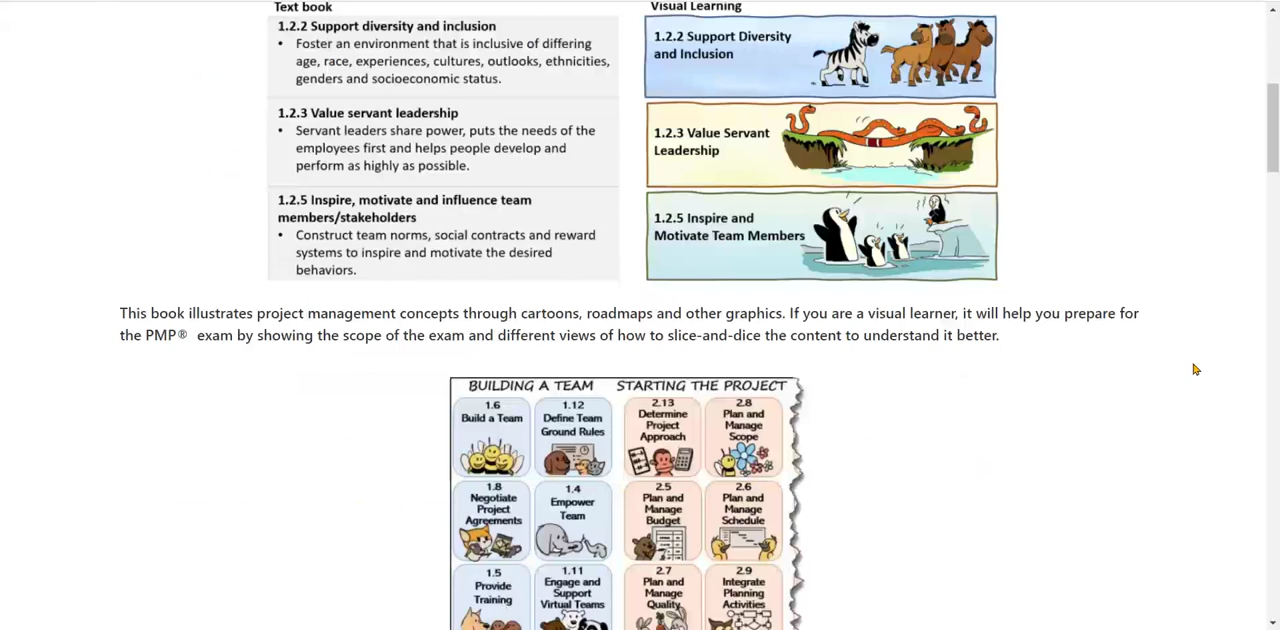 Text book
1.2.2 Support diversity and inclusion
• Foster an environment that is inclusive of differing
age, race, experiences, cultures, outlooks, ethnicities,
genders and socioeconomic status.
1.2.3 Value servant leadership
• Servant leaders share power, puts the needs of the
employees first and helps people develop and
perform as highly as possible.
1.2.5 Inspire, motivate and influence team
members/stakeholders
• Construct team norms, social contracts and reward
systems to inspire and motivate the desired
behaviors.
Visual Learning
1.2.2 Support Diversity
and Inclusion
1.2.3 Value Servant
Leadership
1.2.5 Inspire and
Motivate Team Members
This book illustrates project management concepts through cartoons, roadmaps and other graphics. If you are a visual learner, it will help you prepare for
the PMP® exam by showing the scope of the exam and different views of how to slice-and-dice the content to understand it better.
BUILDING A TEAM
1.6
Build a Team
1.12
Define Team
Ground Rules
1.8
Negotiate
Project
Agreements
1.4
Empower
Team
1.5
Provide
Training
1.11
Engage and
Support
Virtual Teams
STARTING THE PROJECT
2.13
Determine
Project
Approach
2.8
Plan and
Manage
Scope
2.5
Plan and
Manage
Budget
2.6
Plan and
Manage
Schedule
2.7
Plan and
Manage
Quality
2.9
Integrate
Planning
Activities